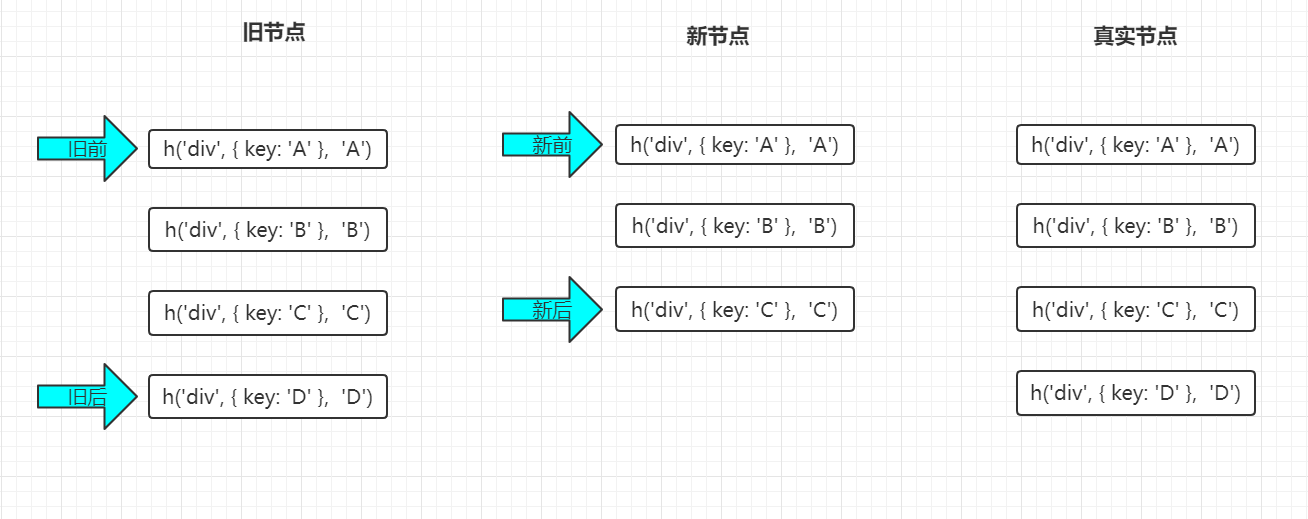 旧节点 新节点 真实节点
旧前 h('div', { key: 'A' }, 'A') 新前 h('div', { key: 'A' }, 'A') h('div', { key: 'A' }, 'A')
h('div', { key: 'B' }, 'B') h('div', { key: 'B' }, 'B') h('div', { key: 'B' }, 'B')
h('div', { key: 'C' }, 'C') 新后 h('div', { key: 'C' }, 'C') h('div', { key: 'C' }, 'C')
旧后 h('div', { key: 'D' }, 'D') h('div', { key: 'D' }, 'D')